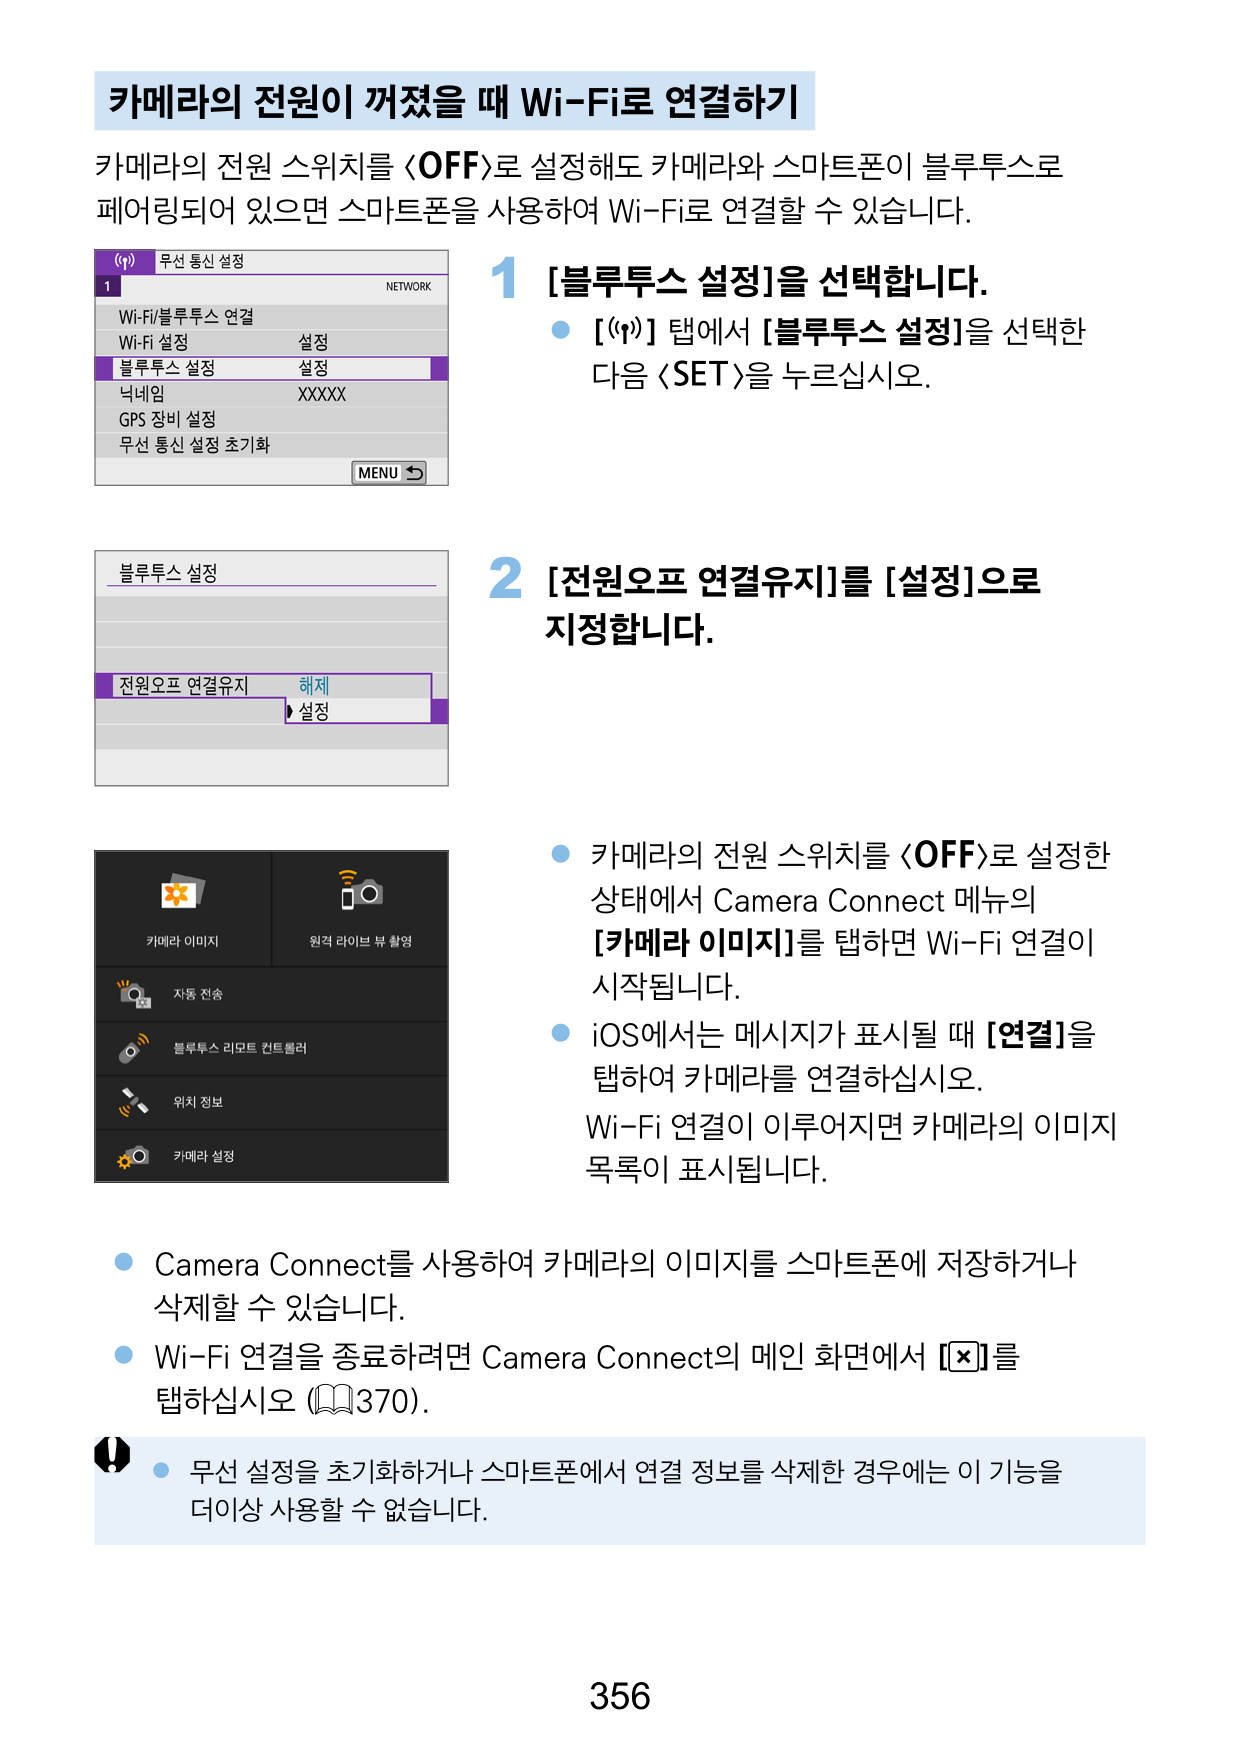 카메라의 전원이 꺼졌을 때 Wi-Fi로 연결하기
카메라의 전원 스위치를 <OFF>로 설정해도 카메라와 스마트폰이 블루투스로
페어링되어 있으면 스마트폰을 사용하여 Wi-Fi로 연결할 수 있습니다.
무선 통신 설정
1 NETWORK
Wi-Fi/블루투스 연결
Wi-Fi 설정 설정
블루투스 설정 설정
닉네임 XXXXX
GPS 장비 설정
무선 통신 설정 초기화
MENU
1 [블루투스 설정]을 선택합니다.
● [((ϙ))] 탭에서 [블루투스 설정]을 선택한
다음 <SET>을 누르십시오.
블루투스 설정
전원오프 연결유지 해제
설정
2 [전원오프 연결유지]를 [설정]으로
지정합니다.
카메라 이미지 원격 라이브 뷰 촬영
자동 전송
블루투스 리모트 컨트롤러
위치 정보
카메라 설정
● 카메라의 전원 스위치를 <OFF>로 설정한
상태에서 Camera Connect 메뉴의
[카메라 이미지]를 탭하면 Wi-Fi 연결이
시작됩니다.
● iOS에서는 메시지가 표시될 때 [연결]을
탭하여 카메라를 연결하십시오.
Wi-Fi 연결이 이루어지면 카메라의 이미지
목록이 표시됩니다.
● Camera Connect를 사용하여 카메라의 이미지를 스마트폰에 저장하거나
삭제할 수 있습니다.
● Wi-Fi 연결을 종료하려면 Camera Connect의 메인 화면에서 [☒]를
탭하십시오 (📖370).
● 무선 설정을 초기화하거나 스마트폰에서 연결 정보를 삭제한 경우에는 이 기능을
더이상 사용할 수 없습니다.
356